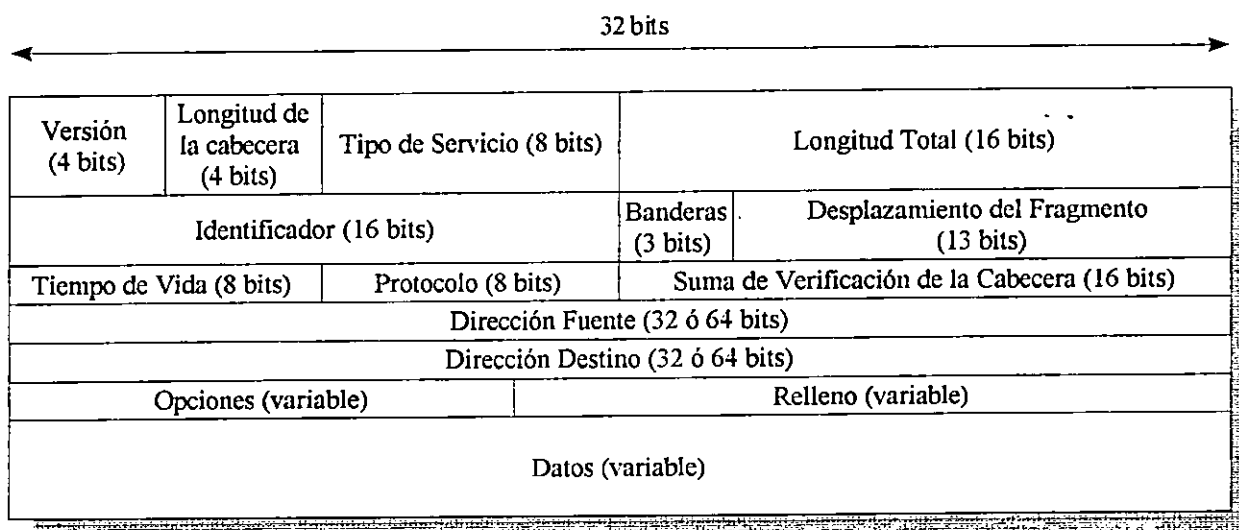 32 bits
Versión
(4 bits)
Longitud de
la cabecera
(4 bits)
Tipo de Servicio (8 bits)
Longitud Total (16 bits)
Identificador (16 bits)
Banderas
(3 bits)
Desplazamiento del Fragmento
(13 bits)
Tiempo de Vida (8 bits)
Protocolo (8 bits)
Suma de Verificación de la Cabecera (16 bits)
Dirección Fuente (32 ó 64 bits)
Dirección Destino (32 ó 64 bits)
Opciones (variable)
Relleno (variable)
Datos (variable)